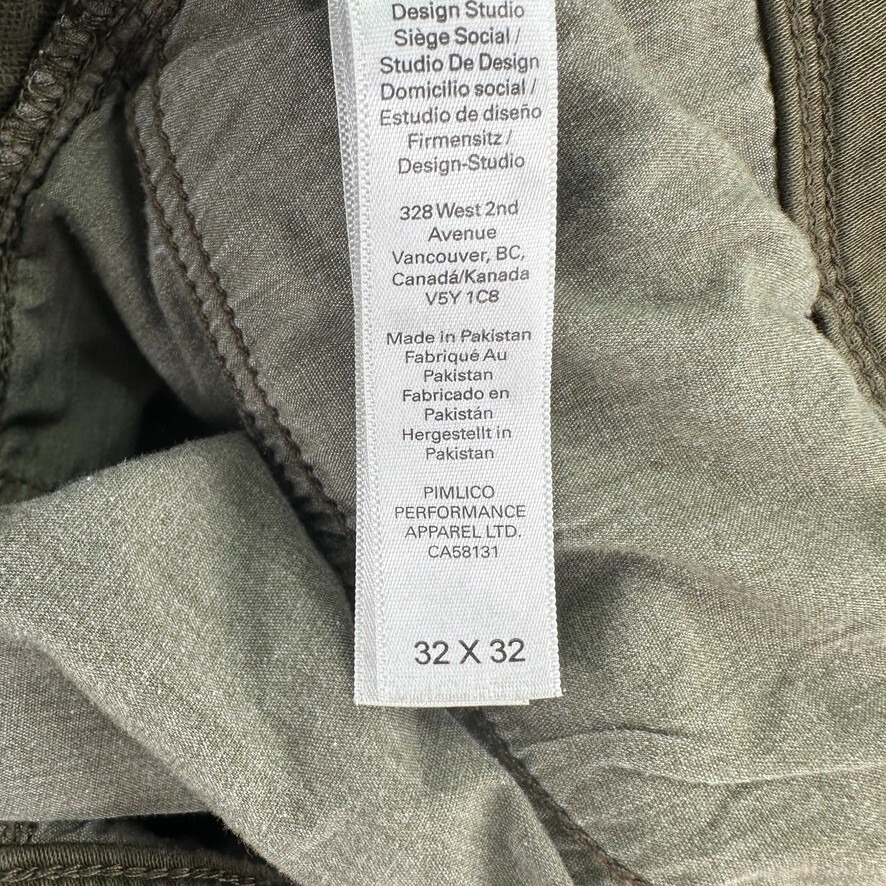 Design Studio
Siège Social /
Studio De Design
Domicilio social /
Estudio de diseño
Firmensitz /
Design-Studio
328 West 2nd
Avenue
Vancouver, BC,
Canadá/Kanada
V5Y 1C8
Made in Pakistan
Fabriqué Au
Pakistan
Fabricado en
Pakistán
Hergestellt in
Pakistan
PIMLICO
PERFORMANCE
APPAREL LTD.
CA58131
32 X 32